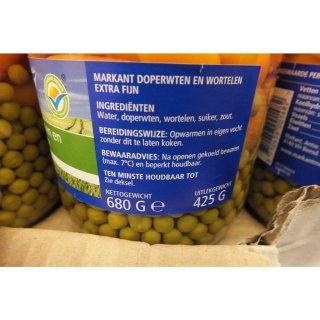 MARKANT DOPERWTEN EN WORTELEN
EXTRA FIJN
INGREDIËNTEN
Water, doperwten, wortelen, suiker, zout.
BEREIDINGSWIJZE: Opwarmen in eigen vocht
zonder dit te laten koken.
BEWAARADVIES: Na openen gekoeld bewaren
(max. 7°C) en beperkt houdbaar.
TEN MINSTE HOUDBAAR TOT
Zie deksel.
NETTOGEWICHT
680 G ℮
UITLEKGEWICHT
425 G
en
Vetten